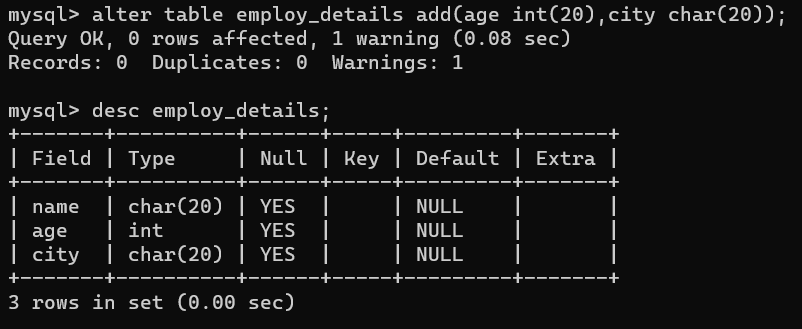 mysql> alter table employ_details add(age int(20),city char(20));
Query OK, 0 rows affected, 1 warning (0.08 sec)
Records: 0  Duplicates: 0  Warnings: 1

mysql> desc employ_details;
+-------+----------+------+-----+---------+-------+
| Field | Type     | Null | Key | Default | Extra |
+-------+----------+------+-----+---------+-------+
| name  | char(20) | YES  |     | NULL    |       |
| age   | int      | YES  |     | NULL    |       |
| city  | char(20) | YES  |     | NULL    |       |
+-------+----------+------+-----+---------+-------+
3 rows in set (0.00 sec)